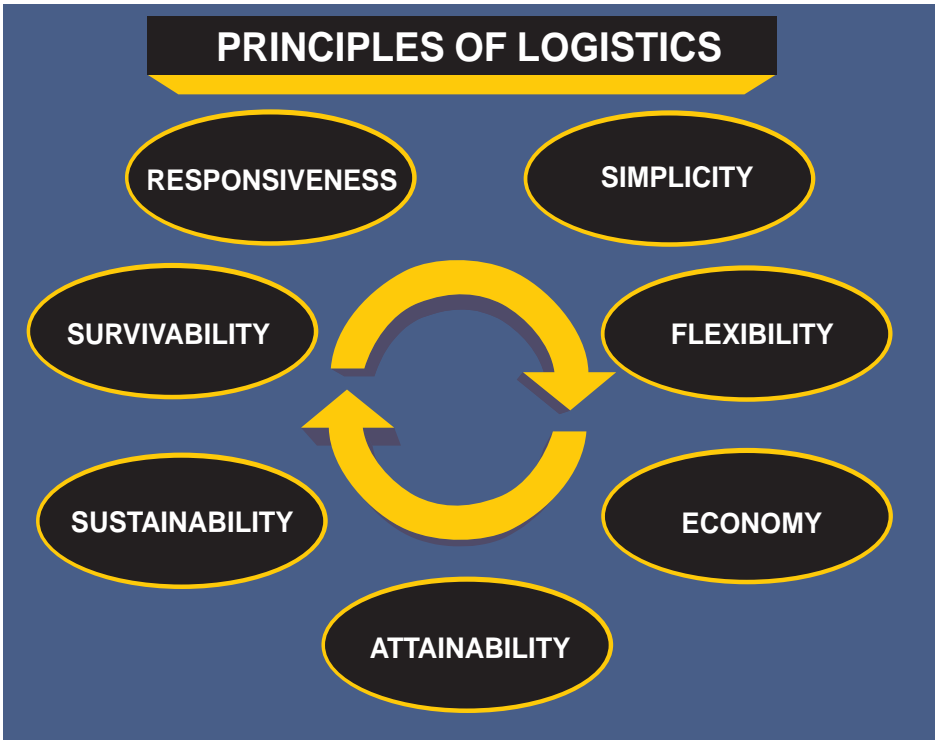 PRINCIPLES OF LOGISTICS
RESPONSIVENESS
SIMPLICITY
SURVIVABILITY
FLEXIBILITY
SUSTAINABILITY
ECONOMY
ATTAINABILITY